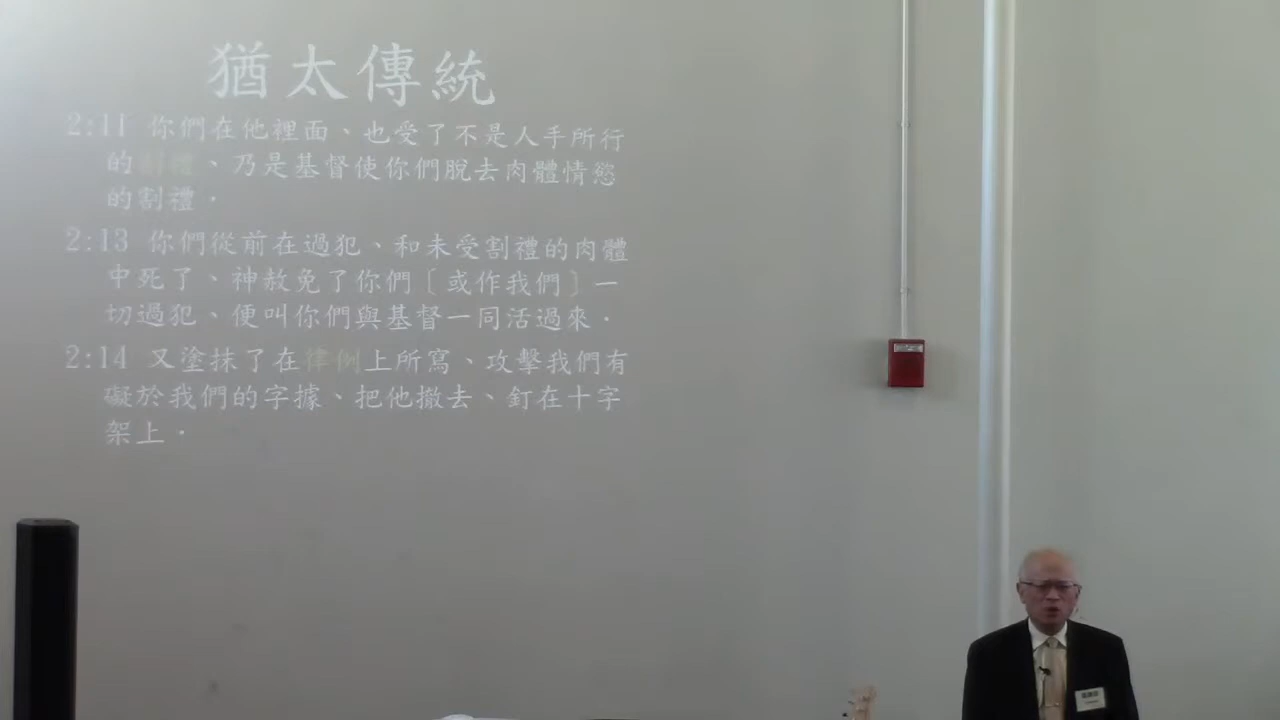 猶太傳統
2:11 你們在他裡面、也受了不是人手所行
的割禮、乃是基督使你們脫去肉體情慾
的割禮．
2:13 你們從前在過犯、和未受割禮的肉體
中死了、神赦免了你們〔或作我們〕一
切過犯、便叫你們與基督一同活過來．
2:14 又塗抹了在律例上所寫、攻擊我們有
礙於我們的字據、把他撤去、釘在十字
架上．